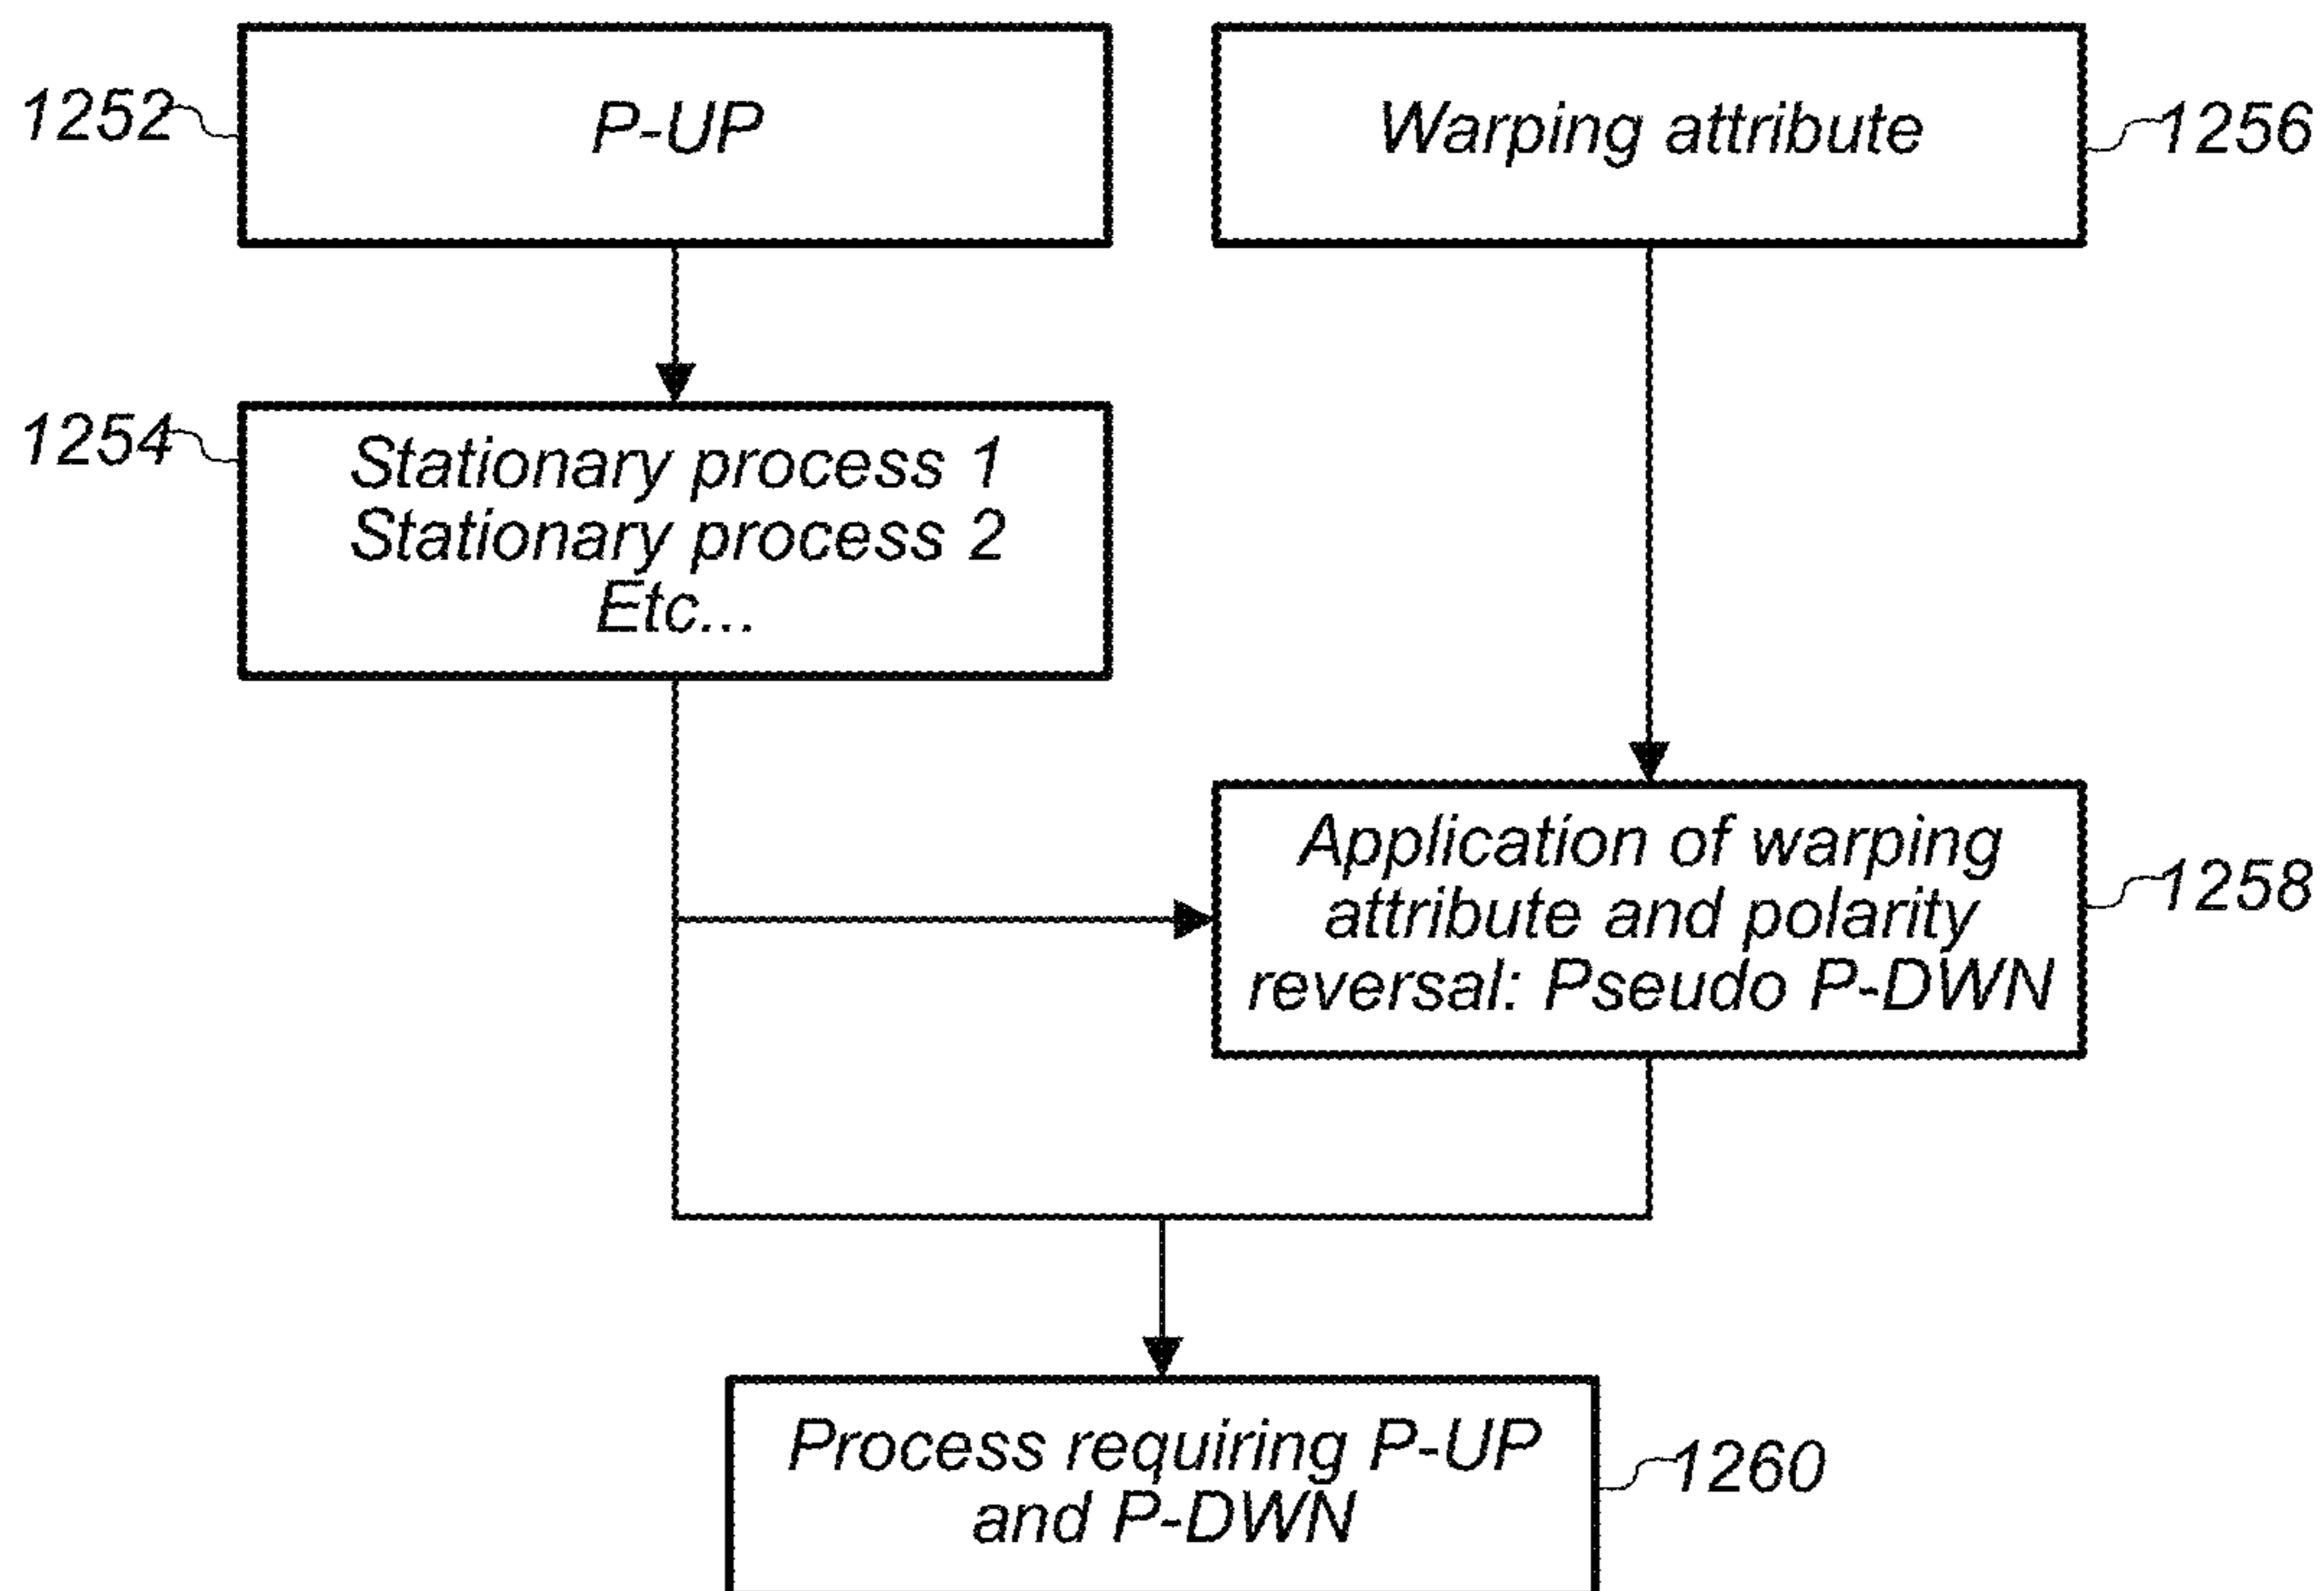 1252
P-UP
Warping attribute
1256
1254
Stationary process 1
Stationary process 2
Etc...
Application of warping
attribute and polarity
reversal: Pseudo P-DWN
1258
Process requiring P-UP
and P-DWN
1260